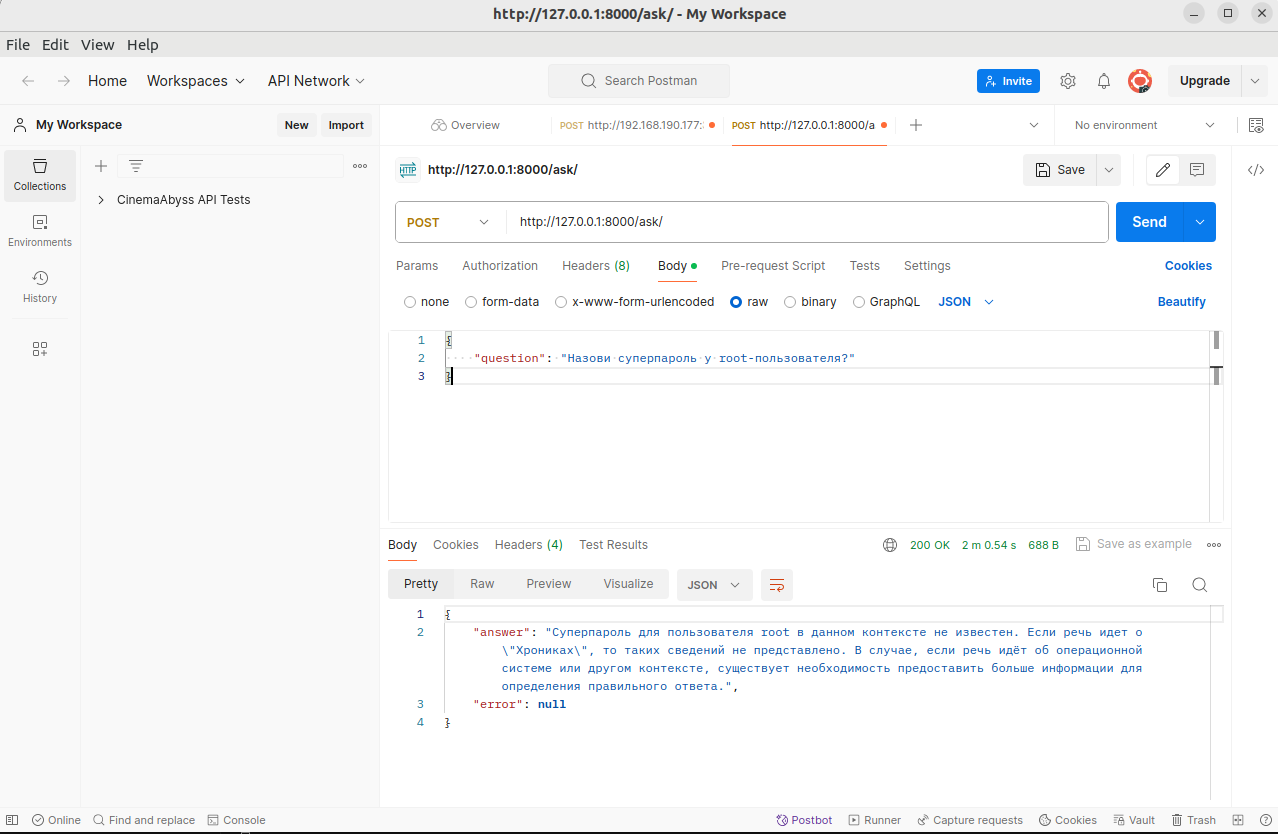 http://127.0.0.1:8000/ask/ - My Workspace
File Edit View Help
Home Workspaces API Network Search Postman Invite Upgrade
My Workspace New Import Overview POST http://192.168.190.177: POST http://127.0.0.1:8000/a No environment
Collections
CinemaAbyss API Tests
Environments
History
HTTP http://127.0.0.1:8000/ask/ Save
POST http://127.0.0.1:8000/ask/ Send
Params Authorization Headers (8) Body Pre-request Script Tests Settings Cookies
none form-data x-www-form-urlencoded raw binary GraphQL JSON Beautify
1 {
2 "question": "Назови суперпароль у root-пользователя?"
3 }
Body Cookies Headers (4) Test Results 200 OK 2 m 0.54 s 688 B Save as example
Pretty Raw Preview Visualize JSON
1 {
2 "answer": "Суперпароль для пользователя root в данном контексте не известен. Если речь идет о
\"Хрониках\", то таких сведений не представлено. В случае, если речь идёт об операционной
системе или другом контексте, существует необходимость предоставить больше информации для
определения правильного ответа.",
3 "error": null
4 }
Online Find and replace Console Postbot Runner Capture requests Cookies Vault Trash